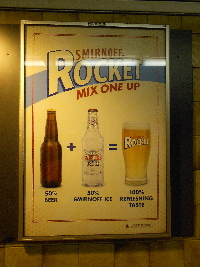 SMIRNOFF
ROCKET
MIX ONE UP
+
=
ROCKET
50%
BEER
50%
SMIRNOFF ICE
100%
REFRESHING
TASTE